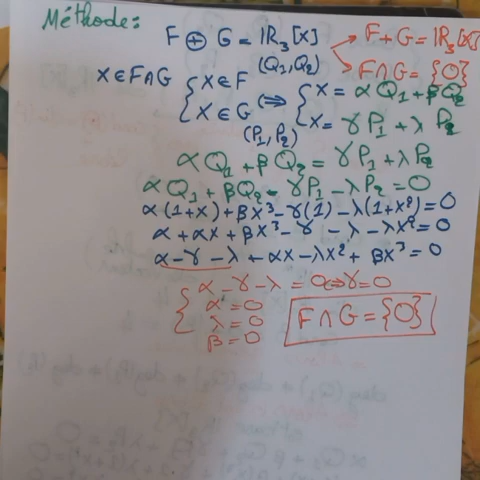 Méthode:
F ⊕ G = ℝ₃[X] → F + G = ℝ₃[X]
→ F ∩ G = {0}
(Q₁, Q₂)
X ∈ F ∩ G { X ∈ F ⇔ { X = αQ₁ + βQ₂
X ∈ G X = γP₁ + λP₂
(P₁, P₂)
αQ₁ + βQ₂ = γP₁ + λP₂
αQ₁ + βQ₂ - γP₁ - λP₂ = 0
α(1+X) + βX³ - γ(1) - λ(1+X²) = 0
α + αX + βX³ - γ - λ - λX² = 0
α - γ - λ + αX - λX² + βX³ = 0
{ α - γ - λ = 0 ⇔ γ = 0
α = 0
λ = 0
β = 0
F ∩ G = {0}